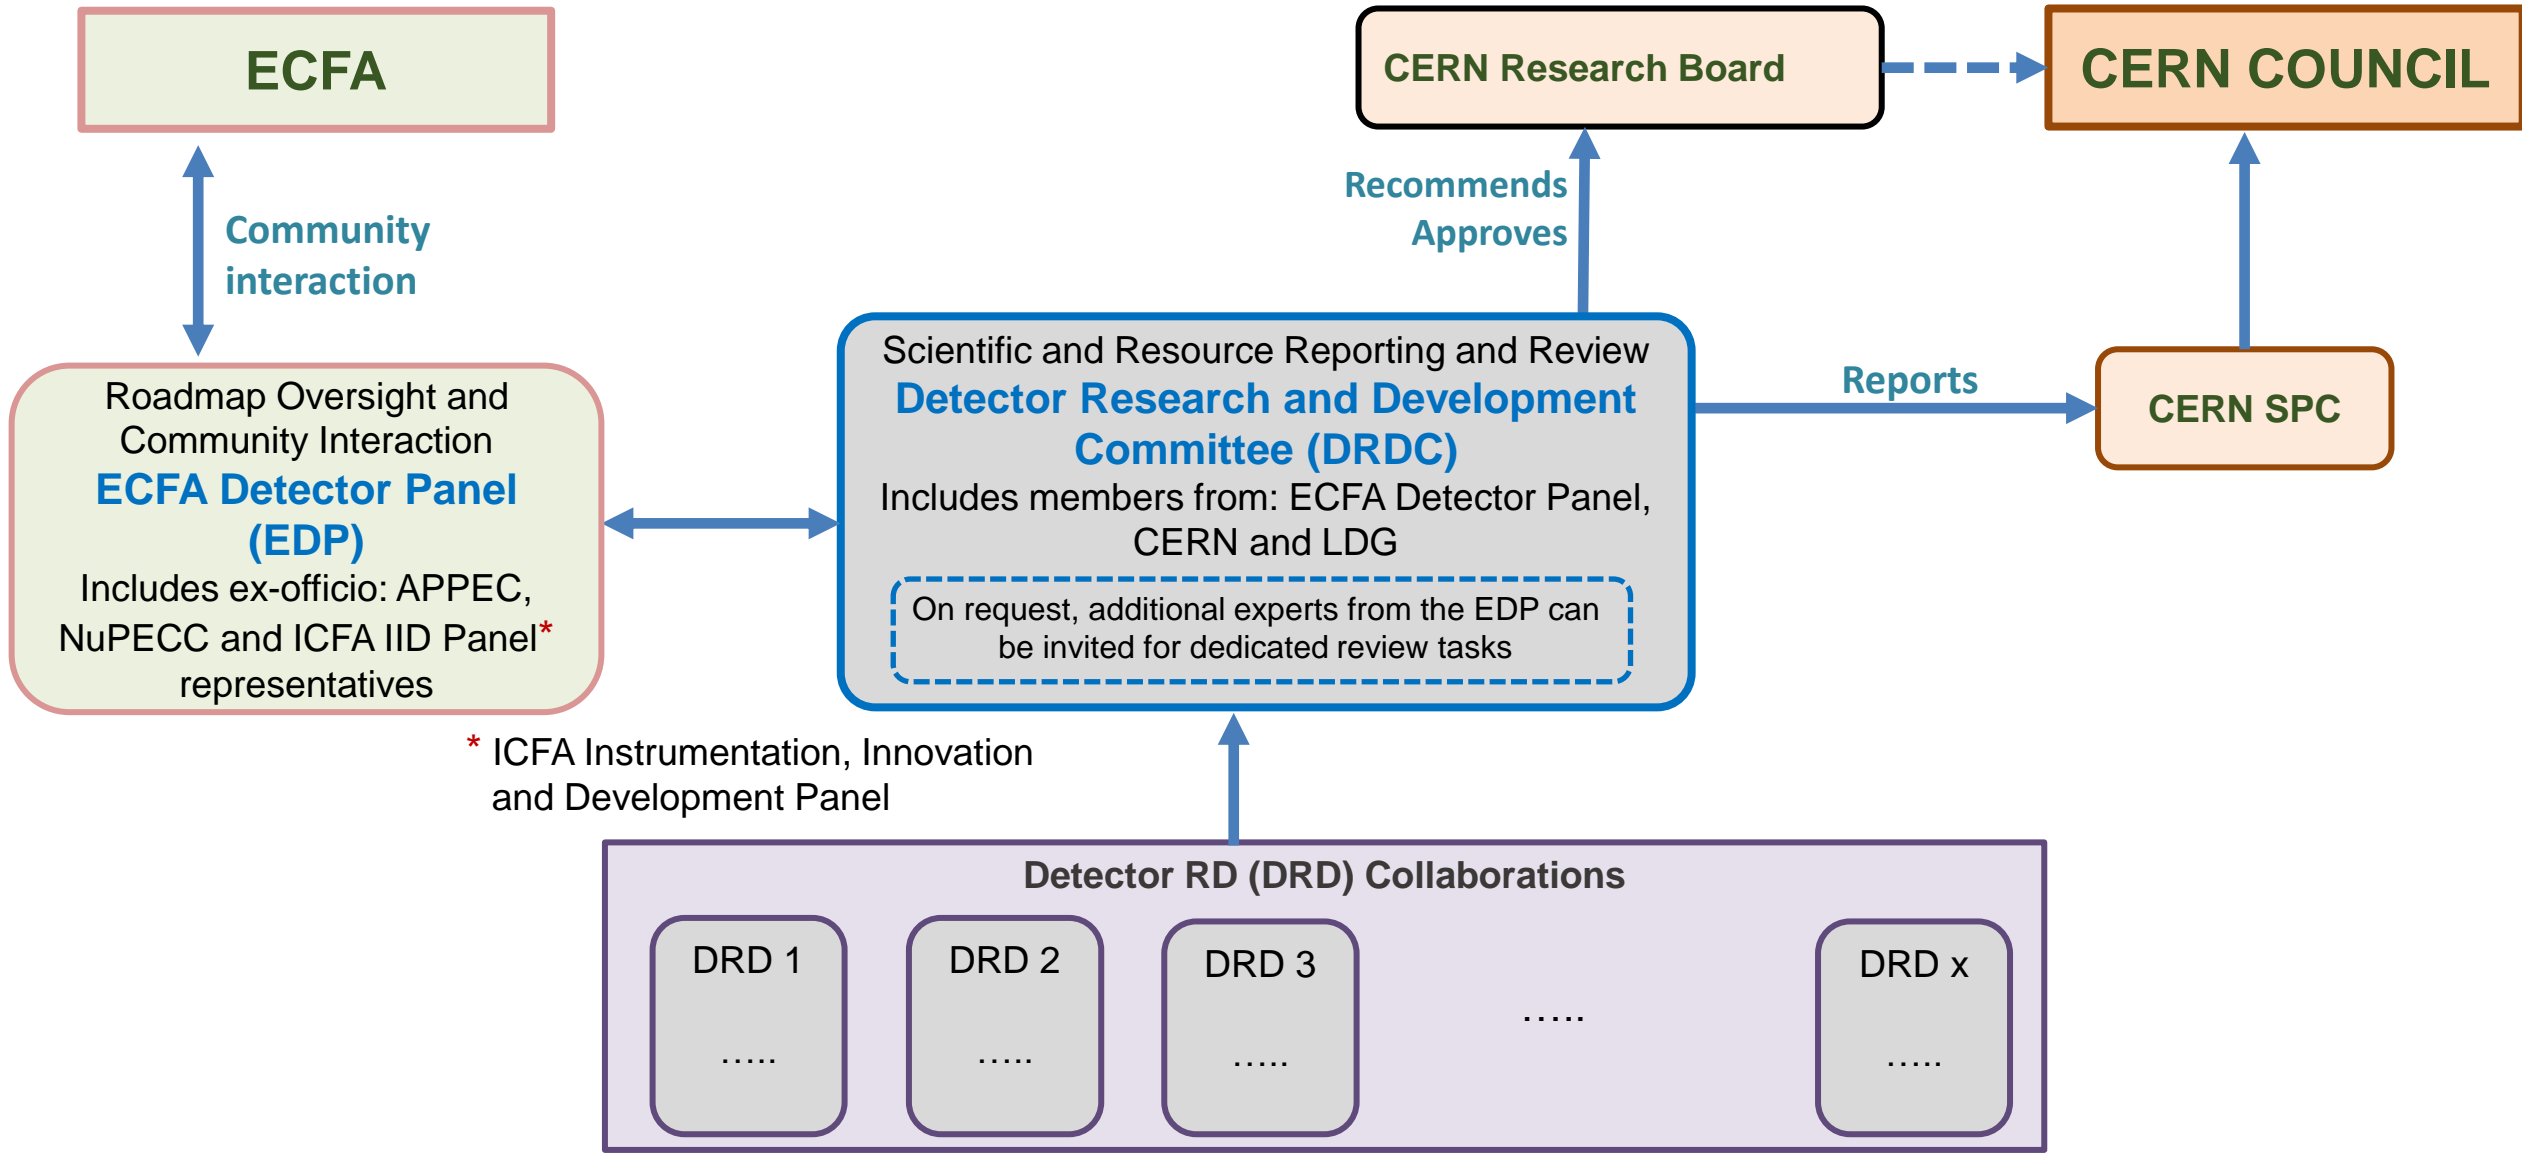 ECFA
CERN Research Board
CERN COUNCIL
Recommends
Approves
Community
interaction
Roadmap Oversight and
Community Interaction
ECFA Detector Panel
(EDP)
Includes ex-officio: APPEC,
NuPECC and ICFA IID Panel*
representatives
Scientific and Resource Reporting and Review
Detector Research and Development
Committee (DRDC)
Includes members from: ECFA Detector Panel,
CERN and LDG
On request, additional experts from the EDP can
be invited for dedicated review tasks
Reports
CERN SPC
* ICFA Instrumentation, Innovation
and Development Panel
Detector RD (DRD) Collaborations
DRD 1
.....
DRD 2
.....
DRD 3
.....
.....
DRD x
.....